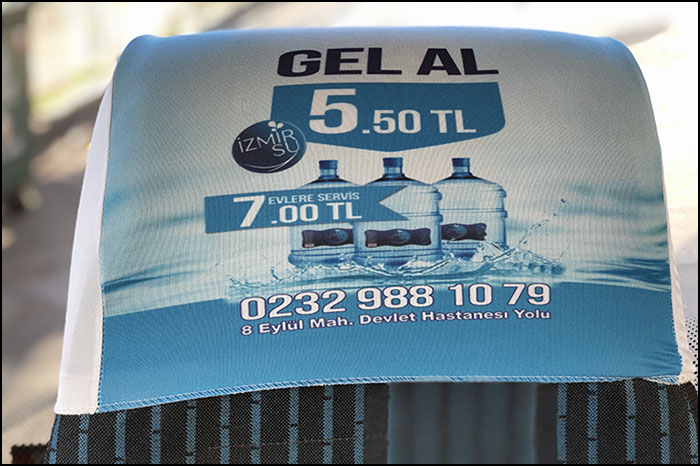 GEL AL
5.50 TL
İZMİR
SU
EVLERE SERVİS
7.00 TL
0232 988 10 79
8 Eylül Mah. Devlet Hastanesi Yolu